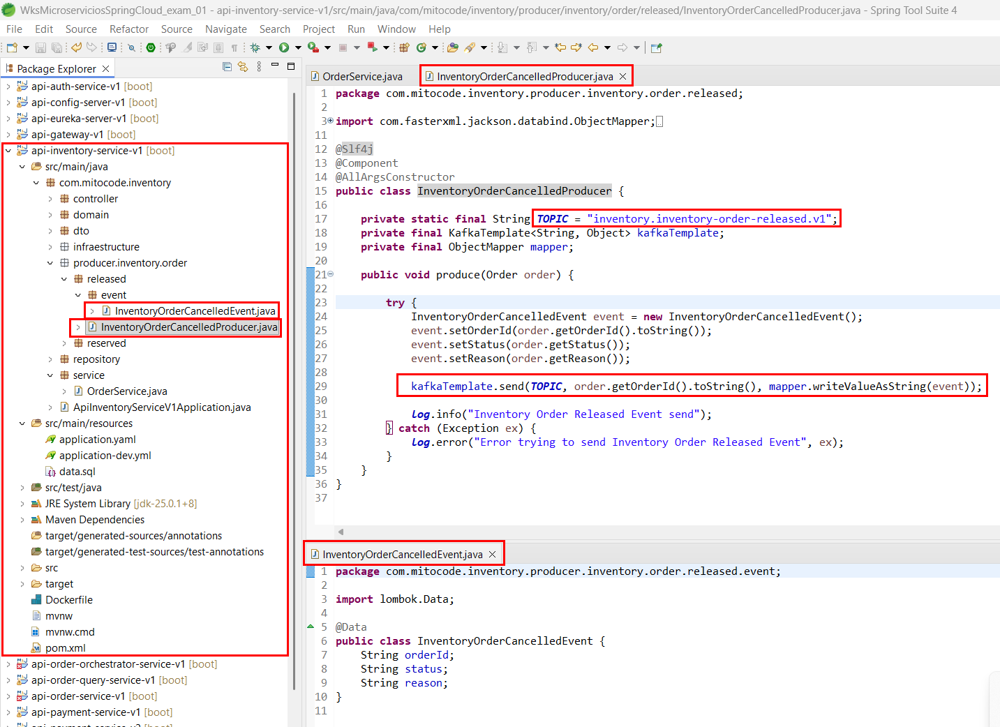 WksMicroserviciosSpringCloud_exam_01 - api-inventory-service-v1/src/main/java/com/mitocode/inventory/producer/inventory/order/released/InventoryOrderCancelledProducer.java - Spring Tool Suite 4
File Edit Source Refactor Source Navigate Search Project Run Window Help
Package Explorer
api-auth-service-v1 [boot]
api-config-server-v1 [boot]
api-eureka-server-v1 [boot]
api-gateway-v1 [boot]
api-inventory-service-v1 [boot]
src/main/java
com.mitocode.inventory
controller
domain
dto
infraestructure
producer.inventory.order
released
event
InventoryOrderCancelledEvent.java
InventoryOrderCancelledProducer.java
reserved
repository
service
OrderService.java
ApiInventoryServiceV1Application.java
src/main/resources
application.yaml
application-dev.yml
data.sql
src/test/java
JRE System Library [jdk-25.0.1+8]
Maven Dependencies
target/generated-sources/annotations
target/generated-test-sources/test-annotations
src
target
Dockerfile
mvnw
mvnw.cmd
pom.xml
api-order-orchestrator-service-v1 [boot]
api-order-query-service-v1 [boot]
api-order-service-v1 [boot]
api-payment-service-v1 [boot]
OrderService.java InventoryOrderCancelledProducer.java
1 package com.mitocode.inventory.producer.inventory.order.released;
2
3 import com.fasterxml.jackson.databind.ObjectMapper;
11
12 @Slf4j
13 @Component
14 @AllArgsConstructor
15 public class InventoryOrderCancelledProducer {
16
17 private static final String TOPIC = "inventory.inventory-order-released.v1";
18 private final KafkaTemplate<String, Object> kafkaTemplate;
19 private final ObjectMapper mapper;
20
21 public void produce(Order order) {
22
23 try {
24 InventoryOrderCancelledEvent event = new InventoryOrderCancelledEvent();
25 event.setOrderId(order.getOrderId().toString());
26 event.setStatus(order.getStatus());
27 event.setReason(order.getReason());
28
29 kafkaTemplate.send(TOPIC, order.getOrderId().toString(), mapper.writeValueAsString(event));
30
31 log.info("Inventory Order Released Event send");
32 } catch (Exception ex) {
33 log.error("Error trying to send Inventory Order Released Event", ex);
34 }
35 }
36 }
37
InventoryOrderCancelledEvent.java
1 package com.mitocode.inventory.producer.inventory.order.released.event;
2
3 import lombok.Data;
4
5 @Data
6 public class InventoryOrderCancelledEvent {
7 String orderId;
8 String status;
9 String reason;
10 }
11